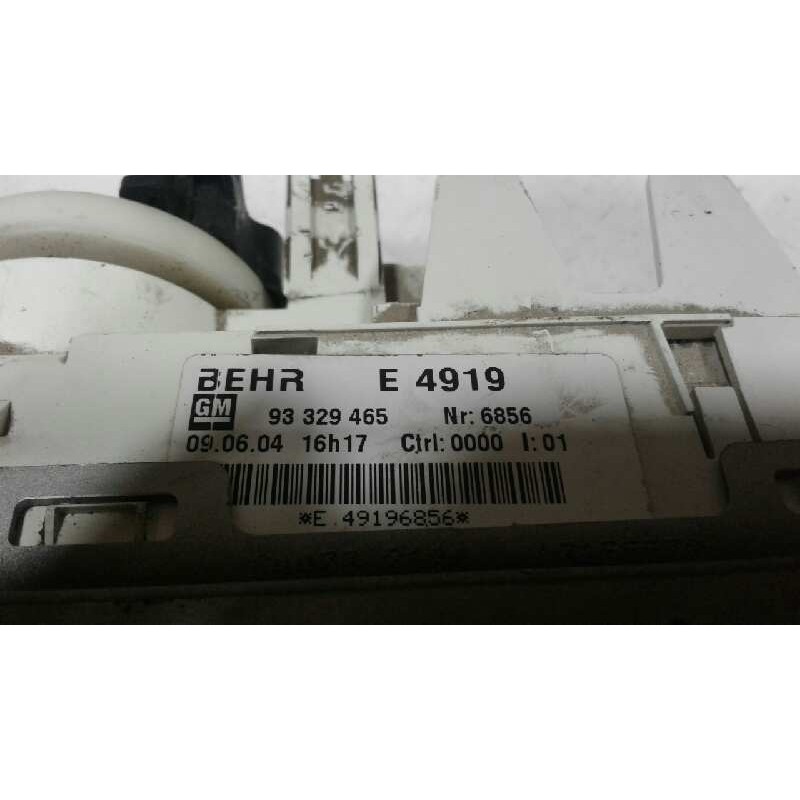 BEHR E 4919
GM 93 329 465 Nr: 6856
09.06.04 16h17 Ctrl: 0000 I: 01
*E.49196856*